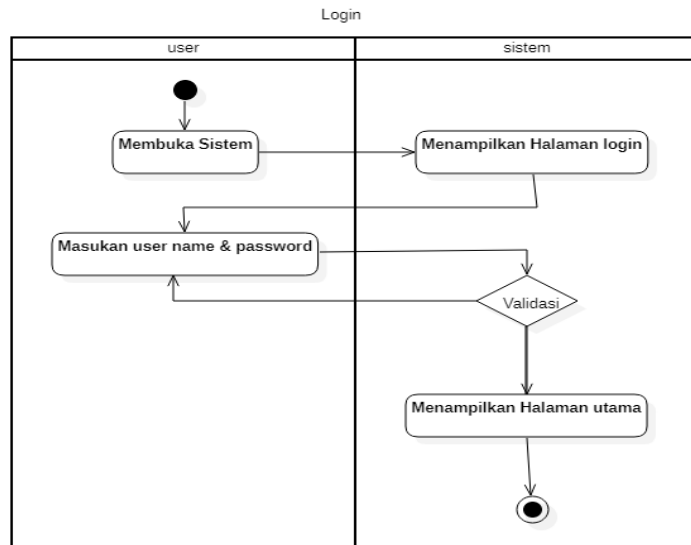 Login
user
sistem
Membuka Sistem
Menampilkan Halaman login
Masukan user name & password
Validasi
Menampilkan Halaman utama